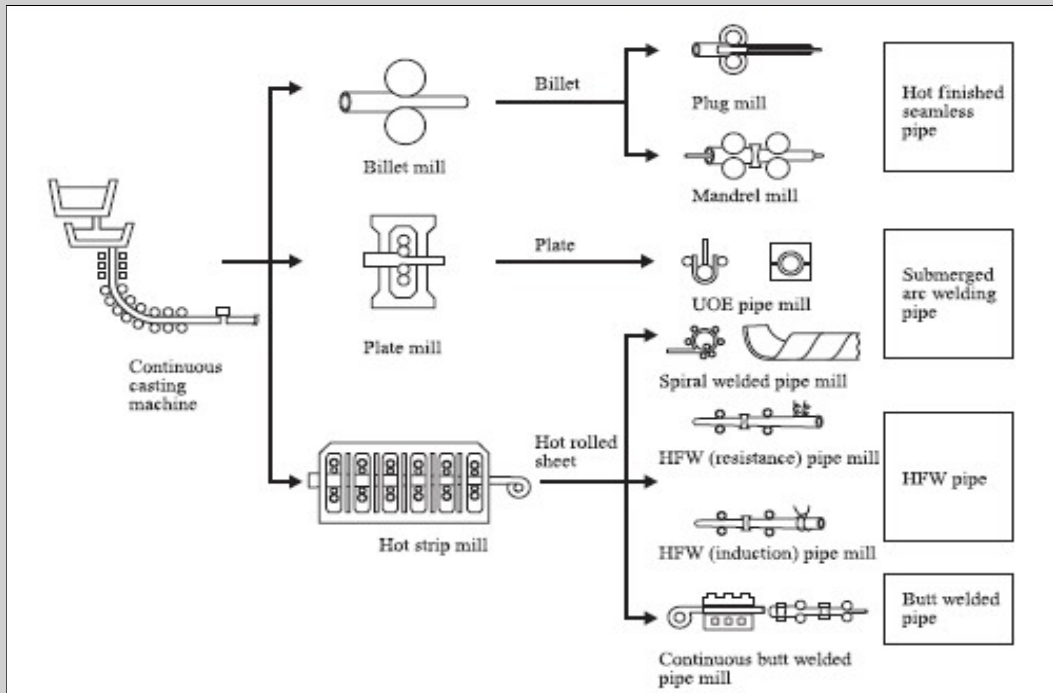 Continuous
casting
machine
Billet mill
Plate mill
Hot strip mill
Billet
Plate
Hot rolled
sheet
Plug mill
Mandrel mill
UOE pipe mill
Spiral welded pipe mill
HFW (resistance) pipe mill
HFW (induction) pipe mill
Continuous butt welded
pipe mill
Hot finished
seamless
pipe
Submerged
arc welding
pipe
HFW pipe
Butt welded
pipe